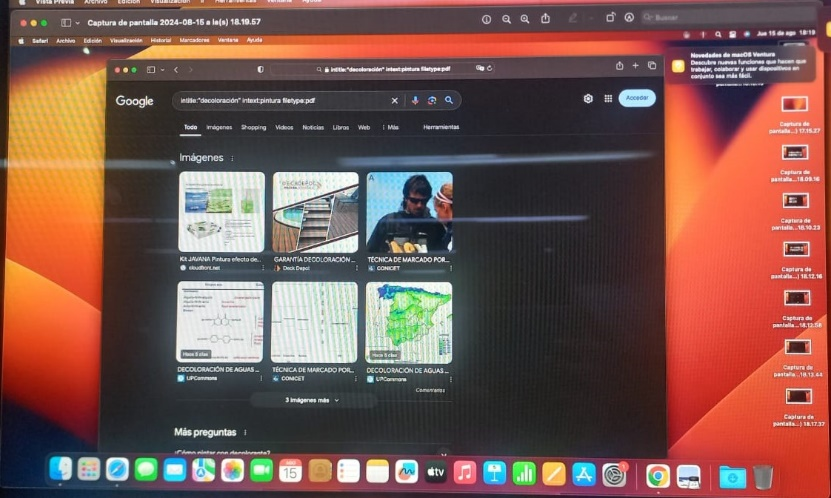 Vista Previa Archivo Edición Visualización Ir Herramientas Ventana Ayuda
Captura de pantalla 2024-08-15 a le(s) 18.19.57
Buscar
Safari Archivo Edición Visualización Historial Marcadores Ventana Ayuda
Jue 15 de ago 18:19
Novedades de macOS Ventura
Descubre nuevas funciones que hacen que
trabajar, colaborar y usar dispositivos en
conjunto sea más fácil.
intitle:"decoloración" intext:pintura filetype:pdf
Google
intitle:"decoloración" intext:pintura filetype:pdf
Acceder
Todo Imágenes Shopping Videos Noticias Libros Web Más Herramientas
Imágenes
A
Kit JAVANA Pintura efecto de...
GARANTÍA DECOLORACIÓN ...
Deck Depot
TÉCNICA DE MARCADO POR...
CONICET
Hace 5 días
DECOLORACIÓN DE AGUAS ...
UPCommons
TÉCNICA DE MARCADO POR...
CONICET
Hace 5 días
DECOLORACIÓN DE AGUAS ...
UPCommons
Comentarios
3 imágenes más
Más preguntas
¿Cómo pintar con decolorante?
Captura de
pantalla...) 17.15.27
Captura de
pantalla...18.09.16
Captura de
pantalla...18.10.23
Captura de
pantalla...18.12.16
Captura de
pantalla...18.12.56
Captura de
pantalla...18.13.44
Captura de
pantalla...) 18.17.37
AGO
15
tv